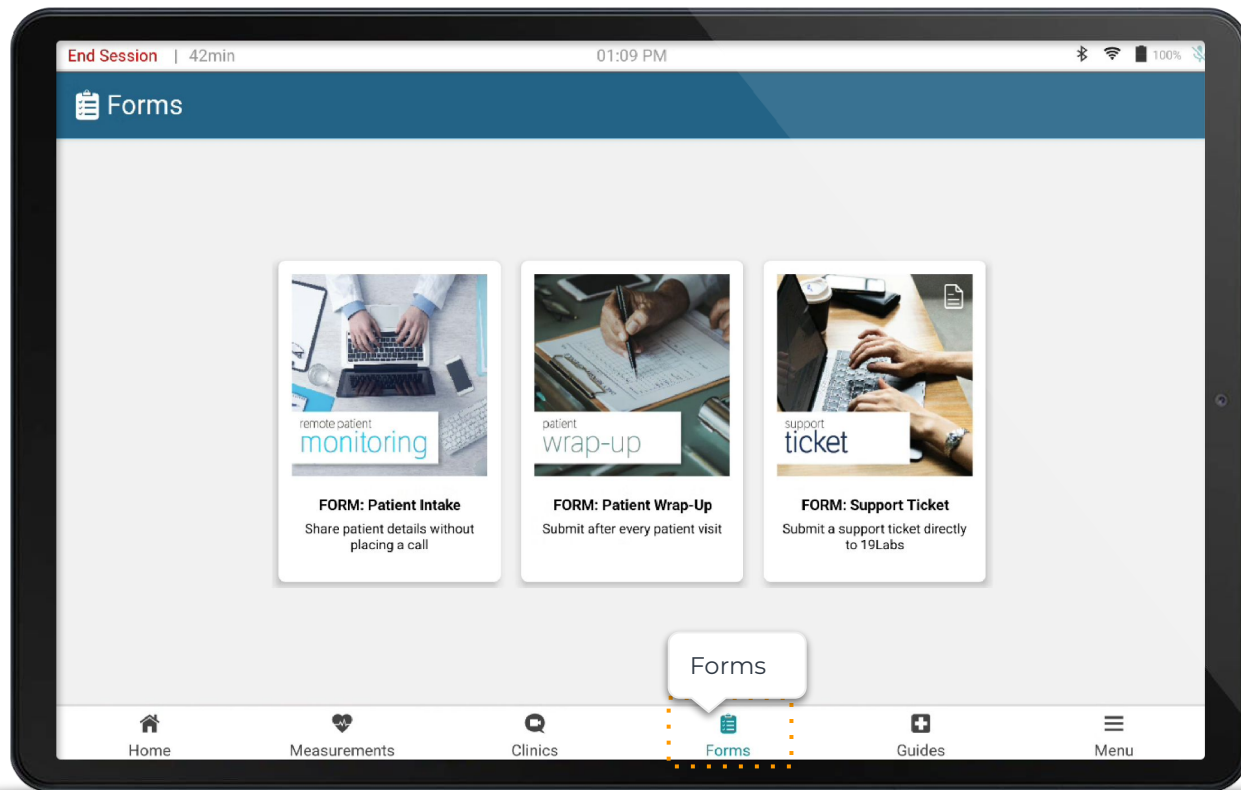 End Session | 42min
01:09 PM
100%
Forms
remote patient
monitoring
patient
wrap-up
support
ticket
FORM: Patient Intake
Share patient details without
placing a call
FORM: Patient Wrap-Up
Submit after every patient visit
FORM: Support Ticket
Submit a support ticket directly
to 19Labs
Forms
Home
Measurements
Clinics
Forms
Guides
Menu